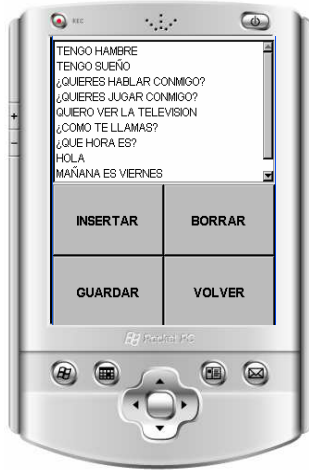 REC
TENGO HAMBRE
TENGO SUEÑO
¿QUIERES HABLAR CONMIGO?
¿QUIERES JUGAR CONMIGO?
QUIERO VER LA TELEVISION
¿COMO TE LLAMAS?
¿QUE HORA ES?
HOLA
MAÑANA ES VIERNES
INSERTAR BORRAR
GUARDAR VOLVER
Pocket PC